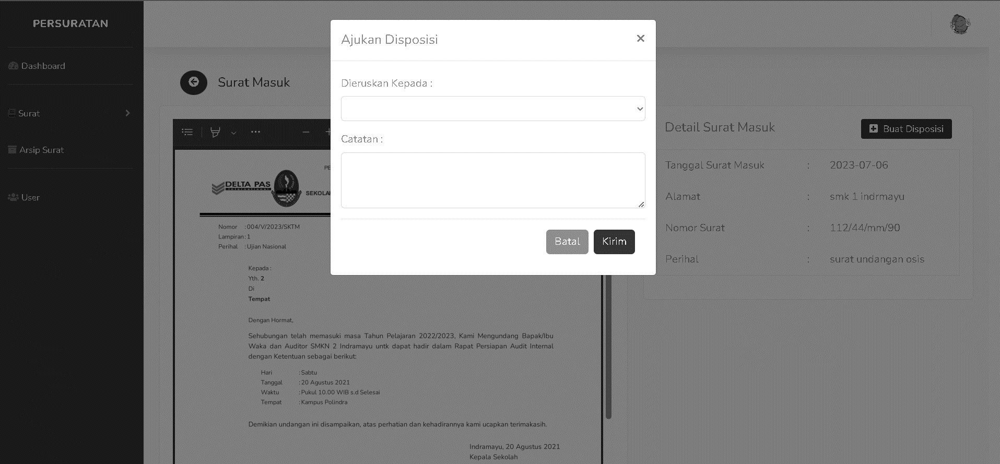 PERSURATAN
Dashboard
Surat
Arsip Surat
User
Surat Masuk
Ajukan Disposisi
×
Dieruskan Kepada :
Catatan :
Batal
Kirim
Detail Surat Masuk
Buat Disposisi
Tanggal Surat Masuk : 2023-07-06
Alamat : smk 1 indrmayu
Nomor Surat : 112/44/mm/90
Perihal : surat undangan osis
PE
DELTA PAS
International
SEKOLA
Nomor : 004/V/2023/SKTM
Lampiran : 1
Perihal : Ujian Nasional
Kepada :
Yth. 2
Di
Tempat
Dengan Hormat,
Sehubungan telah memasuki masa Tahun Pelajaran 2022/2023, Kami Mengundang Bapak/Ibu
Waka dan Auditor SMKN 2 Indramayu untk dapat hadir dalam Rapat Persiapan Audit Internal
dengan Ketentuan sebagai berikut:
Hari : Sabtu
Tanggal : 20 Agustus 2021
Waktu : Pukul 10.00 WIB s.d Selesai
Tempat : Kampus Polindra
Demikian undangan ini disampaikan, atas perhatian dan kehadirannya kami ucapkan terimakasih.
Indramayu, 20 Agustus 2021
Kepala Sekolah